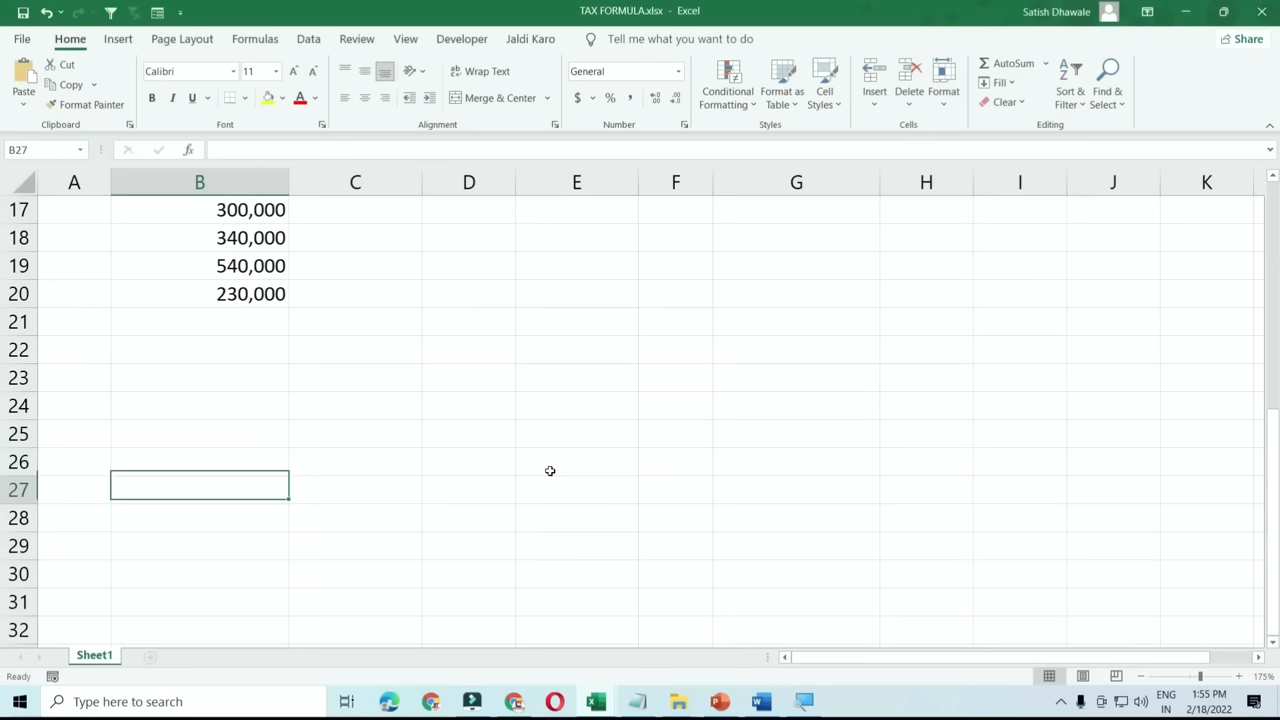 TAX FORMULA.xlsx - Excel
Satish Dhawale
File Home Insert Page Layout Formulas Data Review View Developer Jaldi Karo Tell me what you want to do Share
Paste
Cut
Copy
Format Painter
Clipboard
Calibri 11
B I U
Font
Wrap Text
Merge & Center
Alignment
General
$ % ,
Number
Conditional Formatting
Format as Table
Cell Styles
Styles
Insert Delete Format
Cells
AutoSum
Fill
Clear
Sort & Filter
Find & Select
Editing
B27 fx
A B C D E F G H I J K
17 300,000
18 340,000
19 540,000
20 230,000
21
22
23
24
25
26
27
28
29
30
31
32
Sheet1
Ready 175%
Type here to search
ENG
IN
1:55 PM
2/18/2022